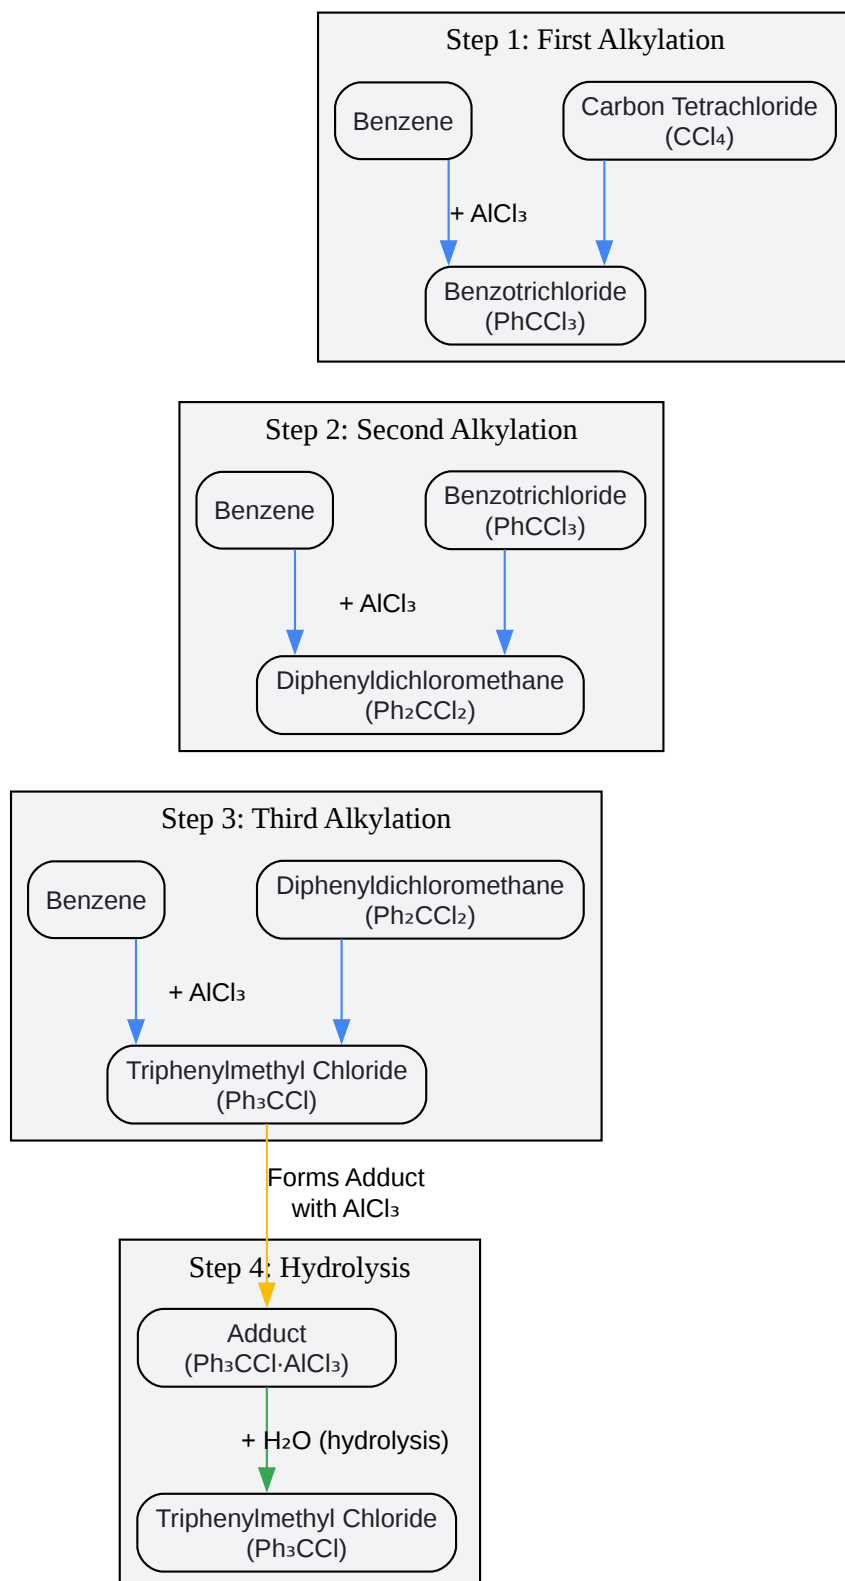 Step 1: First Alkylation
Benzene
Carbon Tetrachloride
(CCl₄)
+ AlCl₃
Benzotrichloride
(PhCCl₃)
Step 2: Second Alkylation
Benzene
Benzotrichloride
(PhCCl₃)
+ AlCl₃
Diphenyldichloromethane
(Ph₂CCl₂)
Step 3: Third Alkylation
Benzene
Diphenyldichloromethane
(Ph₂CCl₂)
+ AlCl₃
Triphenylmethyl Chloride
(Ph₃CCl)
Forms Adduct
with AlCl₃
Step 4: Hydrolysis
Adduct
(Ph₃CCl·AlCl₃)
+ H₂O (hydrolysis)
Triphenylmethyl Chloride
(Ph₃CCl)